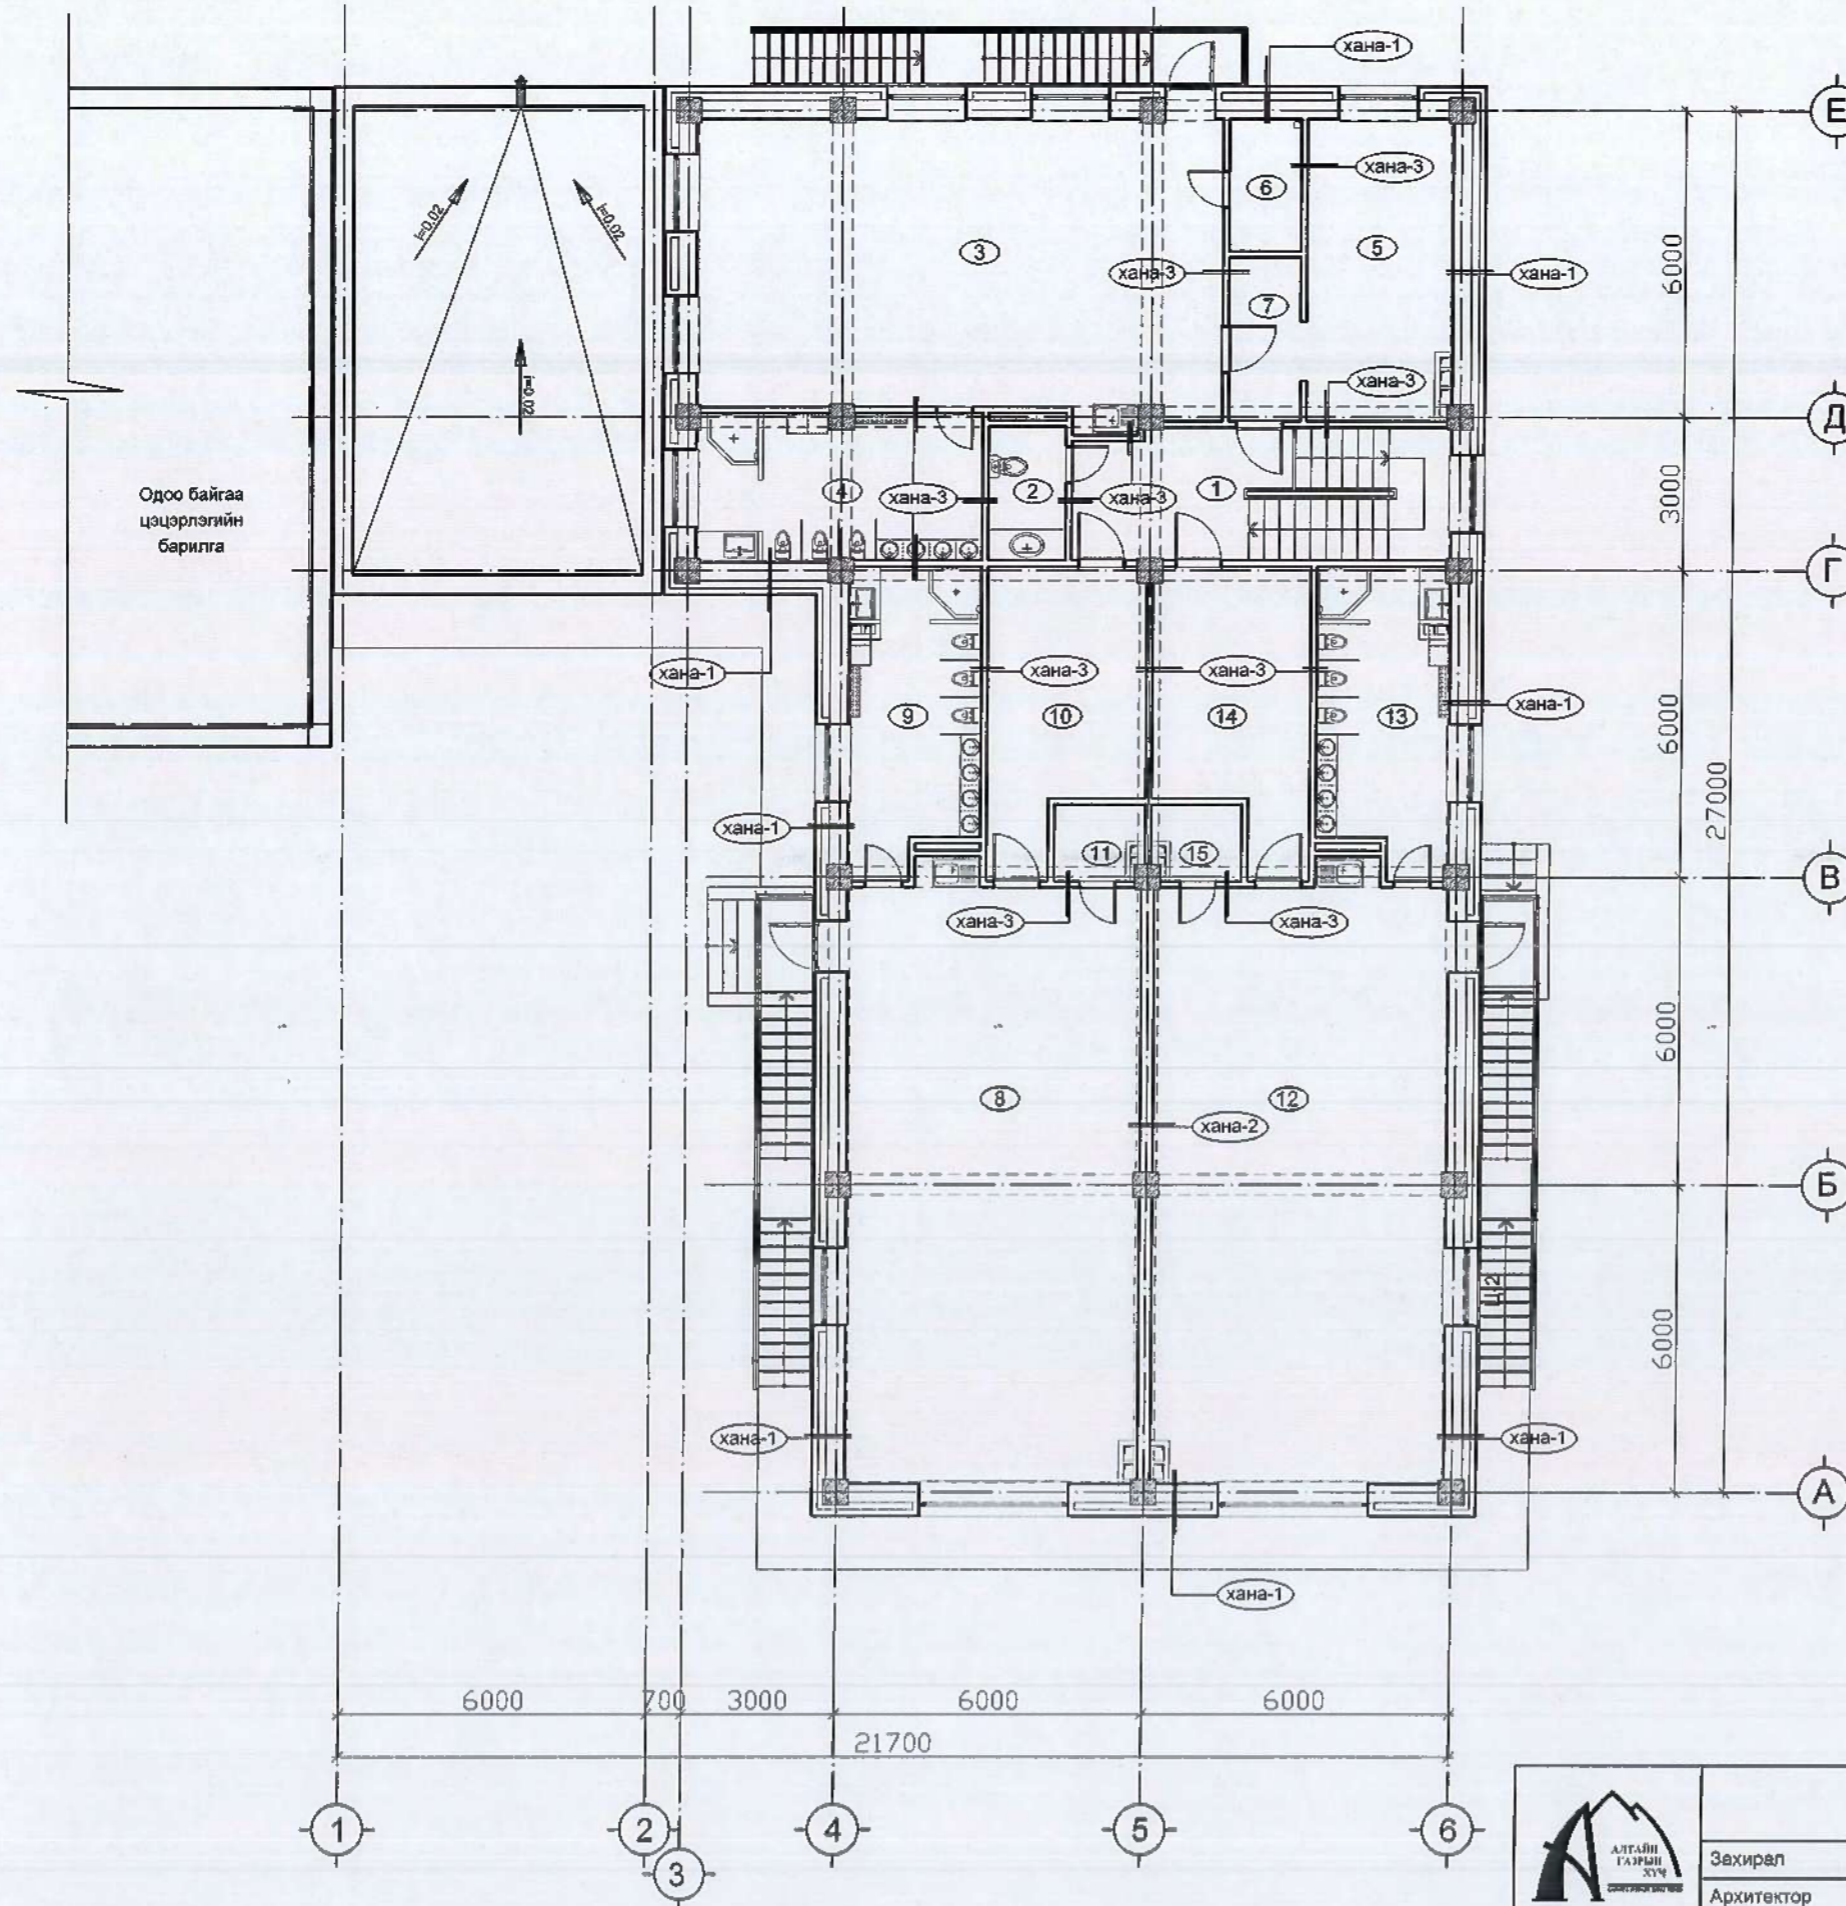 хана-1
Е
хана-3
6
i=0.02
i=0.02
3
5
6000
хана-3
хана-1
7
i=0.02
хана-3
Д
Одоо байгаа
цэцэрлэгийн
барилга
4
хана-3
2
хана-3
1
3000
Г
хана-1
хана-3
хана-3
хана-1
9
10
14
13
6000
27000
хана-1
11
15
В
хана-3
хана-3
6000
8
12
хана-2
Б
Ц-2
6000
хана-1
хана-1
А
хана-1
6000
700
3000
6000
6000
21700
1
2
4
5
6
3
АЛТАЙН
ГАЗРЫН
ХҮЧ
Захирал
Архитектор